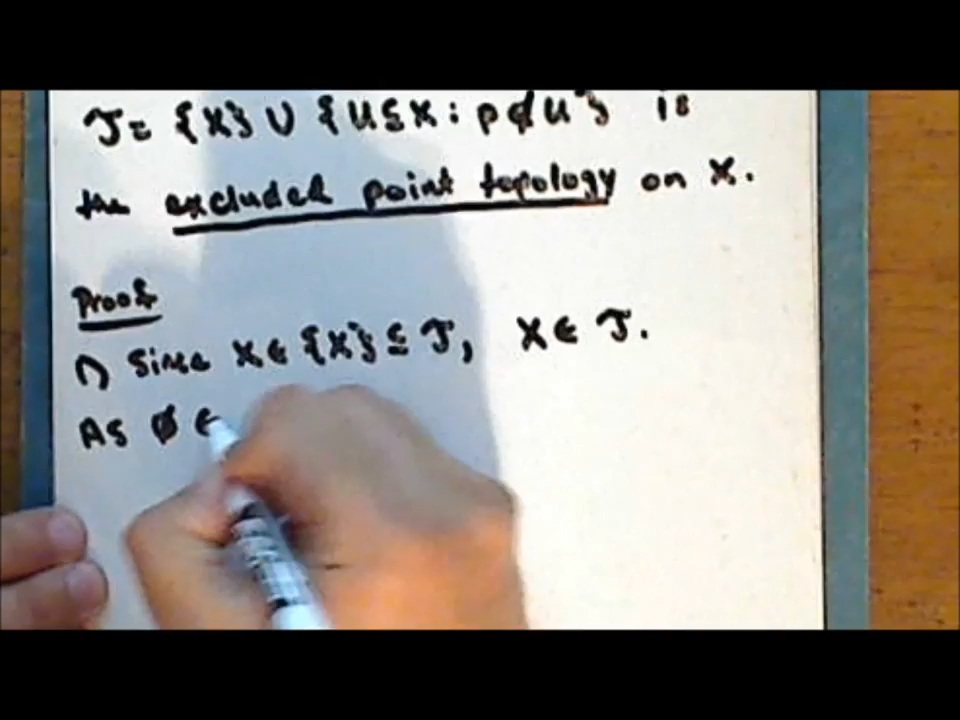 𝒯= {X} ∪ {U⊆X : p∉U} is
the excluded point topology on X.
Proof
1) Since X ∈ {X} ⊆ 𝒯, X ∈ 𝒯.
As ∅ ∈